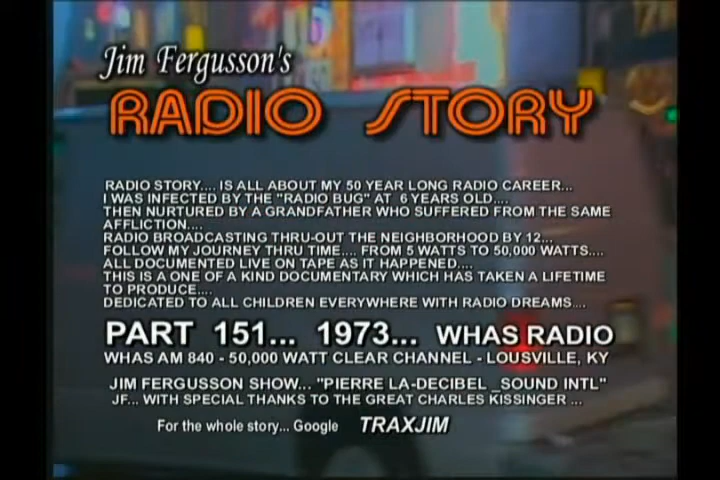 Jim Fergusson's
RADIO STORY
RADIO STORY.... IS ALL ABOUT MY 50 YEAR LONG RADIO CAREER...
I WAS INFECTED BY THE "RADIO BUG" AT 6 YEARS OLD....
THEN NURTURED BY A GRANDFATHER WHO SUFFERED FROM THE SAME
AFFLICTION....
RADIO BROADCASTING THRU-OUT THE NEIGHBORHOOD BY 12...
FOLLOW MY JOURNEY THRU TIME.... FROM 5 WATTS TO 50,000 WATTS....
ALL DOCUMENTED LIVE ON TAPE AS IT HAPPENED....
THIS IS A ONE OF A KIND DOCUMENTARY WHICH HAS TAKEN A LIFETIME
TO PRODUCE....
DEDICATED TO ALL CHILDREN EVERYWHERE WITH RADIO DREAMS....
PART 151... 1973... WHAS RADIO
WHAS AM 840 - 50,000 WATT CLEAR CHANNEL - LOUSVILLE, KY
JIM FERGUSSON SHOW... "PIERRE LA-DECIBEL _SOUND INTL"
JF... WITH SPECIAL THANKS TO THE GREAT CHARLES KISSINGER ...
For the whole story... Google TRAXJIM